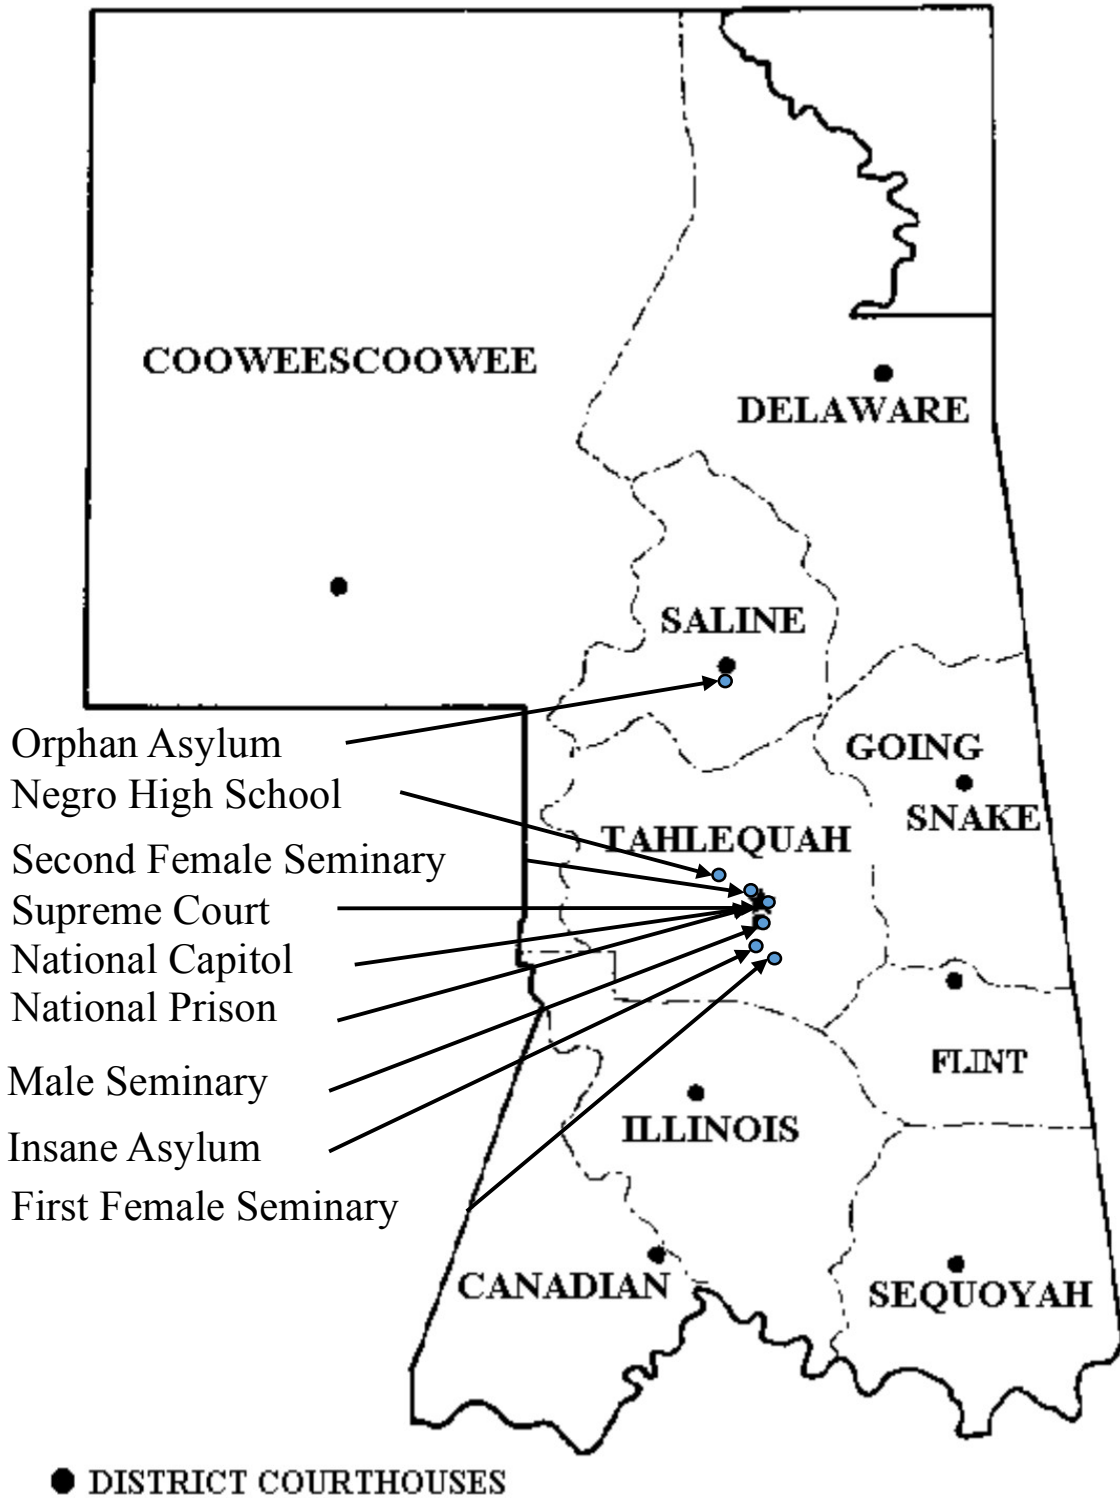 COOWEESCOOWEE
DELAWARE
SALINE
Orphan Asylum
GOING
SNAKE
Negro High School
TAHLEQUAH
Second Female Seminary
Supreme Court
National Capitol
National Prison
FLINT
Male Seminary
ILLINOIS
Insane Asylum
First Female Seminary
CANADIAN
SEQUOYAH
DISTRICT COURTHOUSES